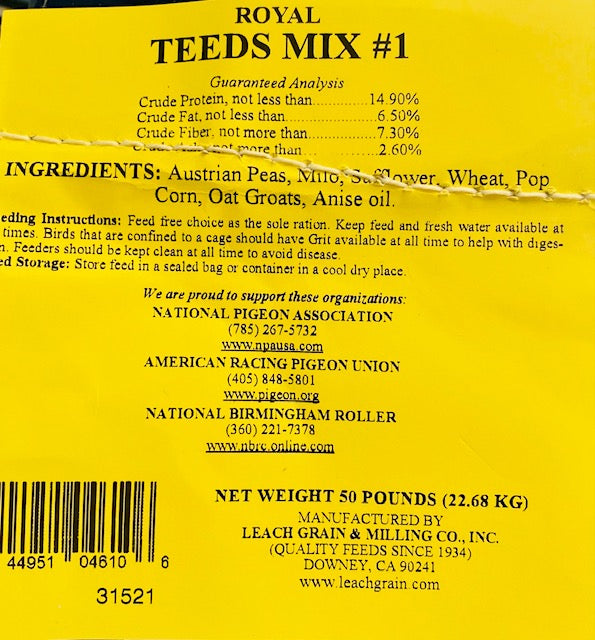 ROYAL
TEEDS MIX #1
Guaranteed Analysis
Crude Protein, not less than..............14.90%
Crude Fat, not less than.....................6.50%
Crude Fiber, not more than.................7.30%
not more than...................2.60%
INGREDIENTS: Austrian Peas, Milo, Safflower, Wheat, Pop
Corn, Oat Groats, Anise oil.
eding Instructions: Feed free choice as the sole ration. Keep feed and fresh water available at
times. Birds that are confined to a cage should have Grit available at all time to help with diges-
n. Feeders should be kept clean at all time to avoid disease.
ed Storage: Store feed in a sealed bag or container in a cool dry place.
We are proud to support these organizations:
NATIONAL PIGEON ASSOCIATION
(785) 267-5732
www.npausa.com
AMERICAN RACING PIGEON UNION
(405) 848-5801
www.pigeon.org
NATIONAL BIRMINGHAM ROLLER
(360) 221-7378
www.nbrc.online.com
NET WEIGHT 50 POUNDS (22.68 KG)
MANUFACTURED BY
LEACH GRAIN & MILLING CO., INC.
(QUALITY FEEDS SINCE 1934)
DOWNEY, CA 90241
www.leachgrain.com
44951 04610 6
31521